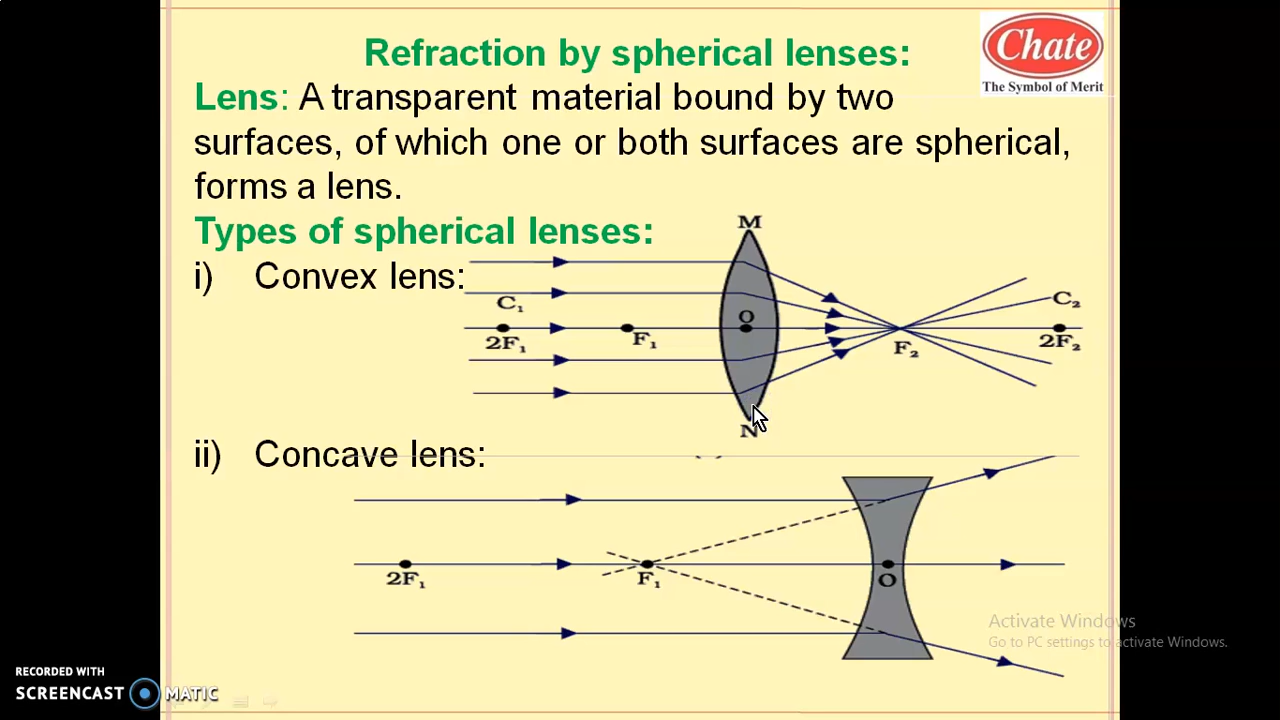 Refraction by spherical lenses:
Chate
The Symbol of Merit
Lens: A transparent material bound by two
surfaces, of which one or both surfaces are spherical,
forms a lens.
Types of spherical lenses:
i) Convex lens:
M
C₁
O
C₂
2F₁
F₁
F₂
2F₂
N
ii) Concave lens:
2F₁
F₁
O
Activate Windows
Go to PC settings to activate Windows.
RECORDED WITH
SCREENCAST MATIC